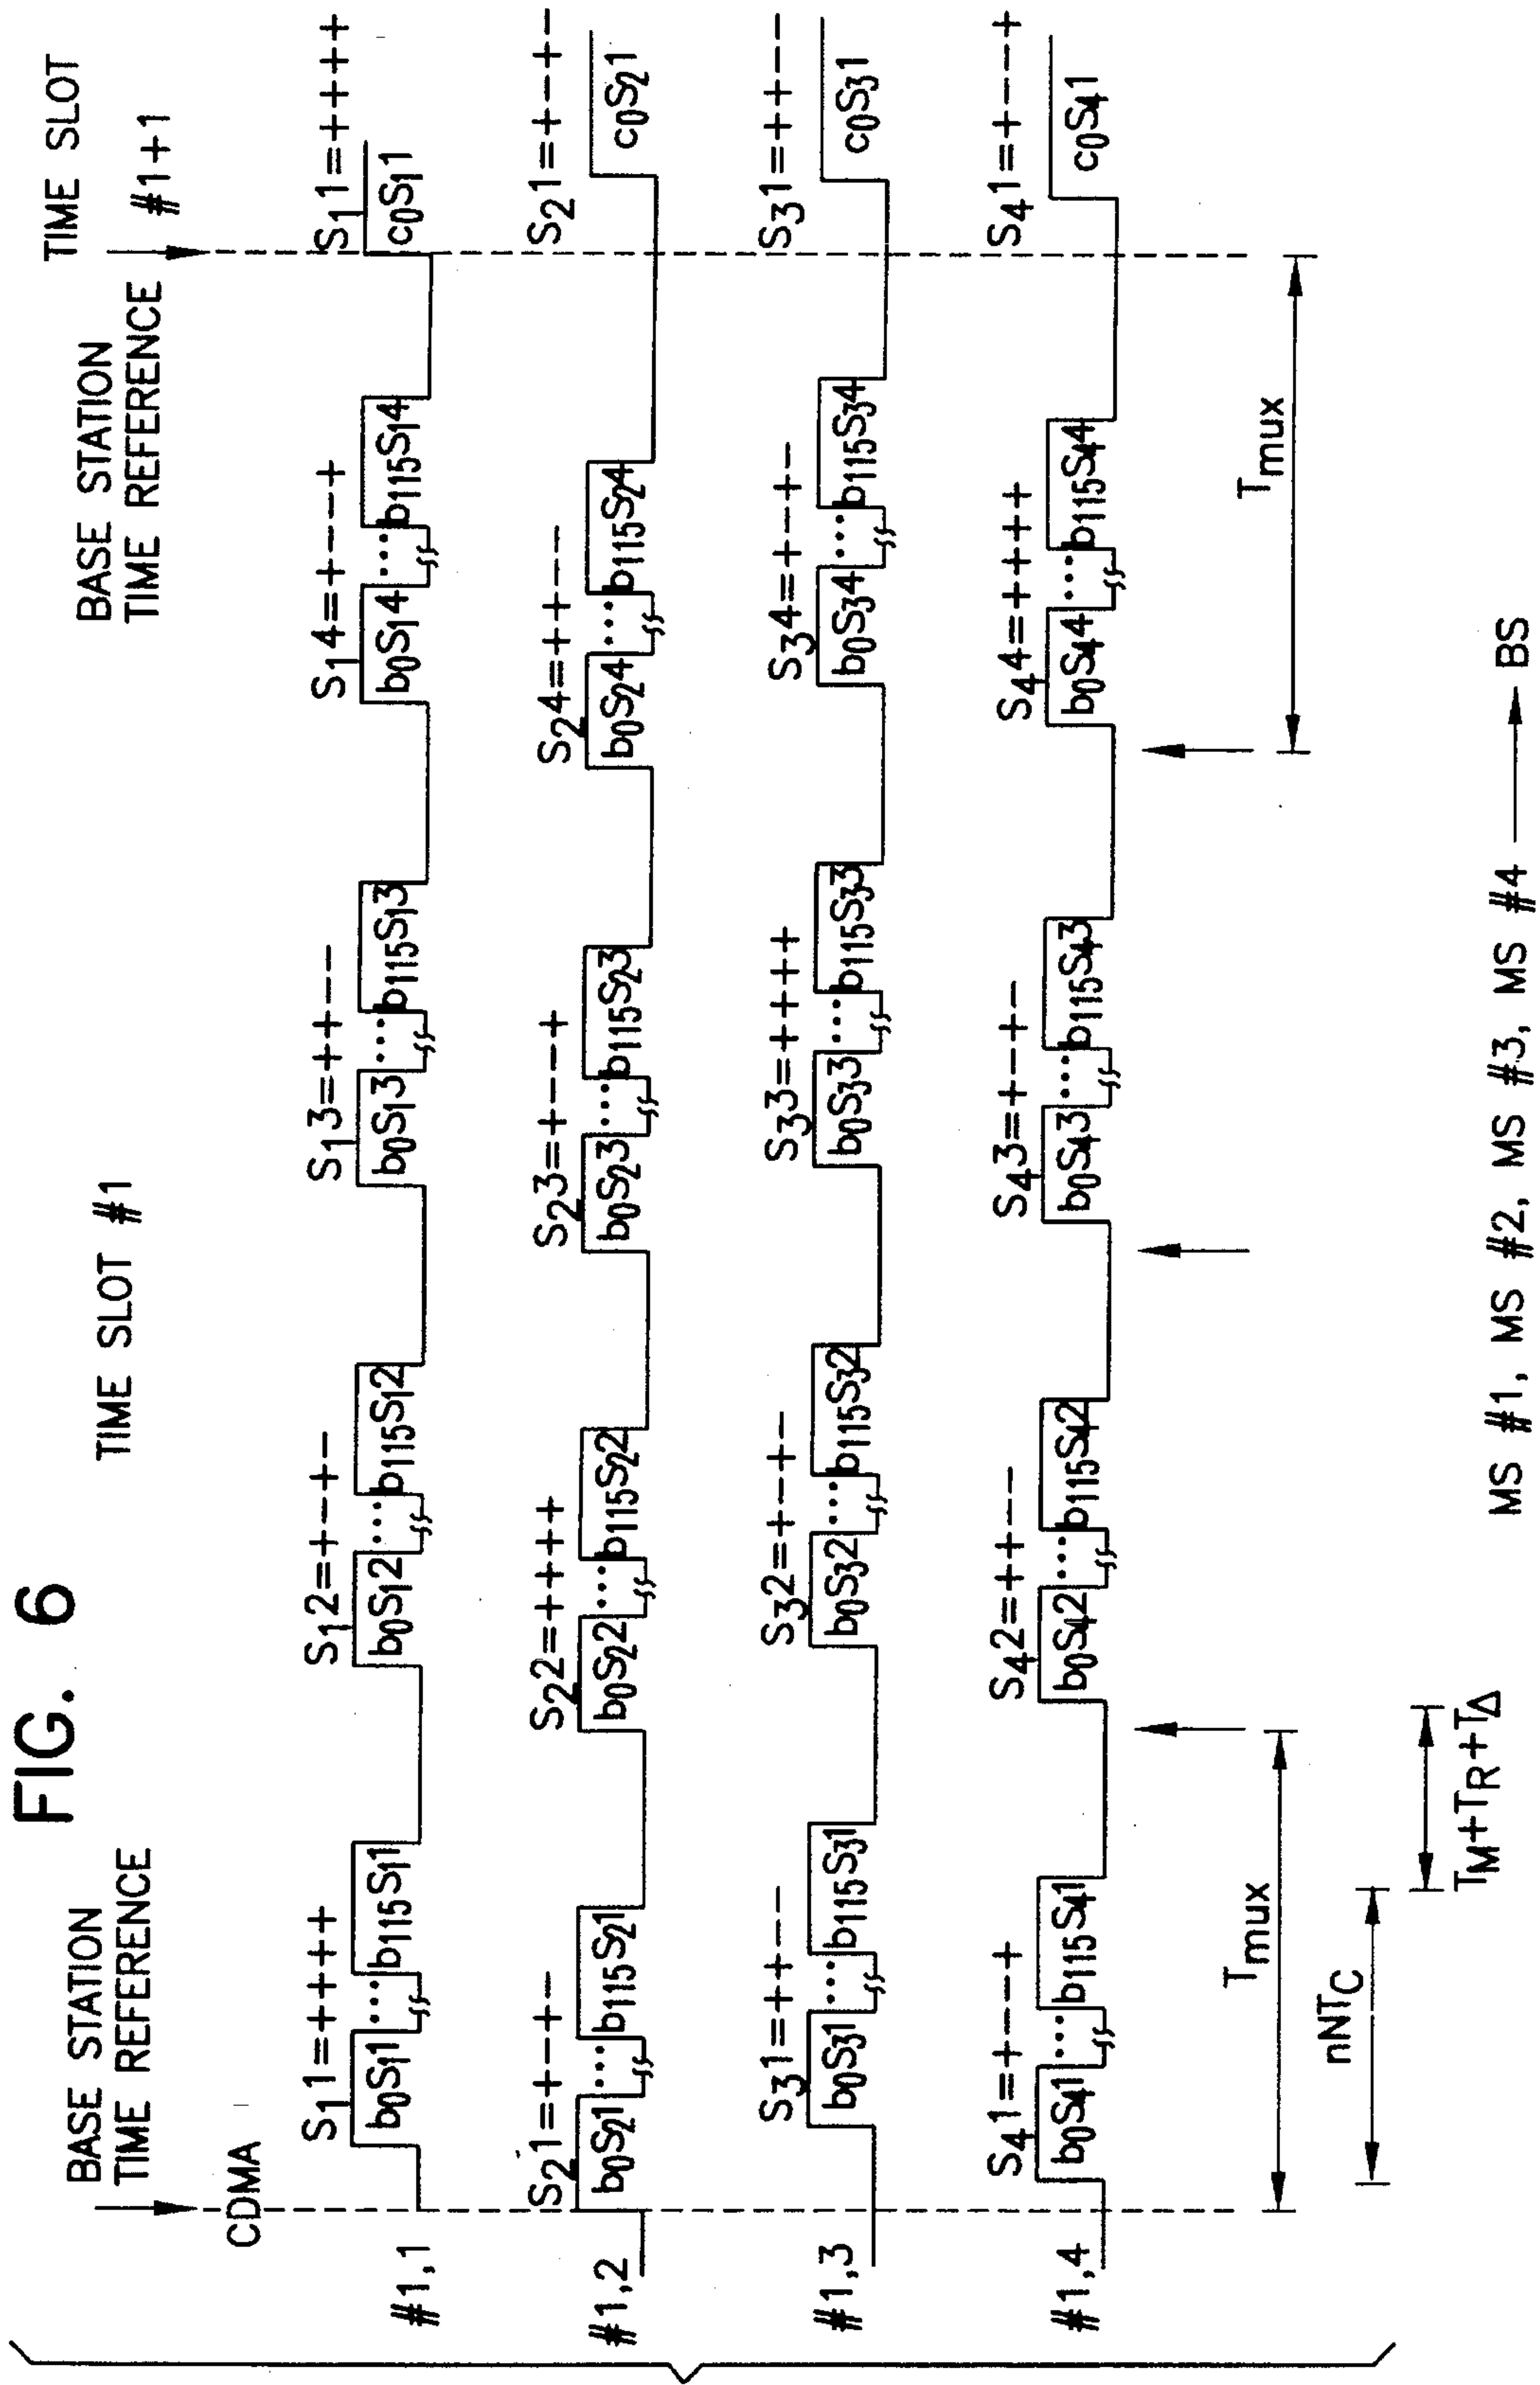 FIG. 6
BASE STATION
TIME REFERENCE
TIME SLOT #1
BASE STATION
TIME REFERENCE
TIME SLOT
#1+1
CDMA
#1,1
S11=++++
b0S11 ... b115S11
S12=+-+-
b0S12 ... b115S12
S13=++--
b0S13 ... b115S13
S14=+--+
b0S14 ... b115S14
S11=++++
c0S11
#1,2
S21=+-+-
b0S21 ... b115S21
S22=++++
b0S22 ... b115S22
S23=+--+
b0S23 ... b115S23
S24=++--
b0S24 ... b115S24
S21=+-+-
c0S21
#1,3
S31=++--
b0S31 ... b115S31
S32=+-+-
b0S32 ... b115S32
S33=++++
b0S33 ... b115S33
S34=+-+-
b0S34 ... b115S34
S31=++--
c0S31
#1,4
S41=+--+
b0S41 ... b115S41
S42=++--
b0S42 ... b115S42
S43=+-+-
b0S43 ... b115S43
S44=++++
b0S44 ... b115S44
S41=+--+
c0S41
Tmux
Tmux
nNTC
TM+TR+TΔ
MS #1, MS #2, MS #3, MS #4 → BS